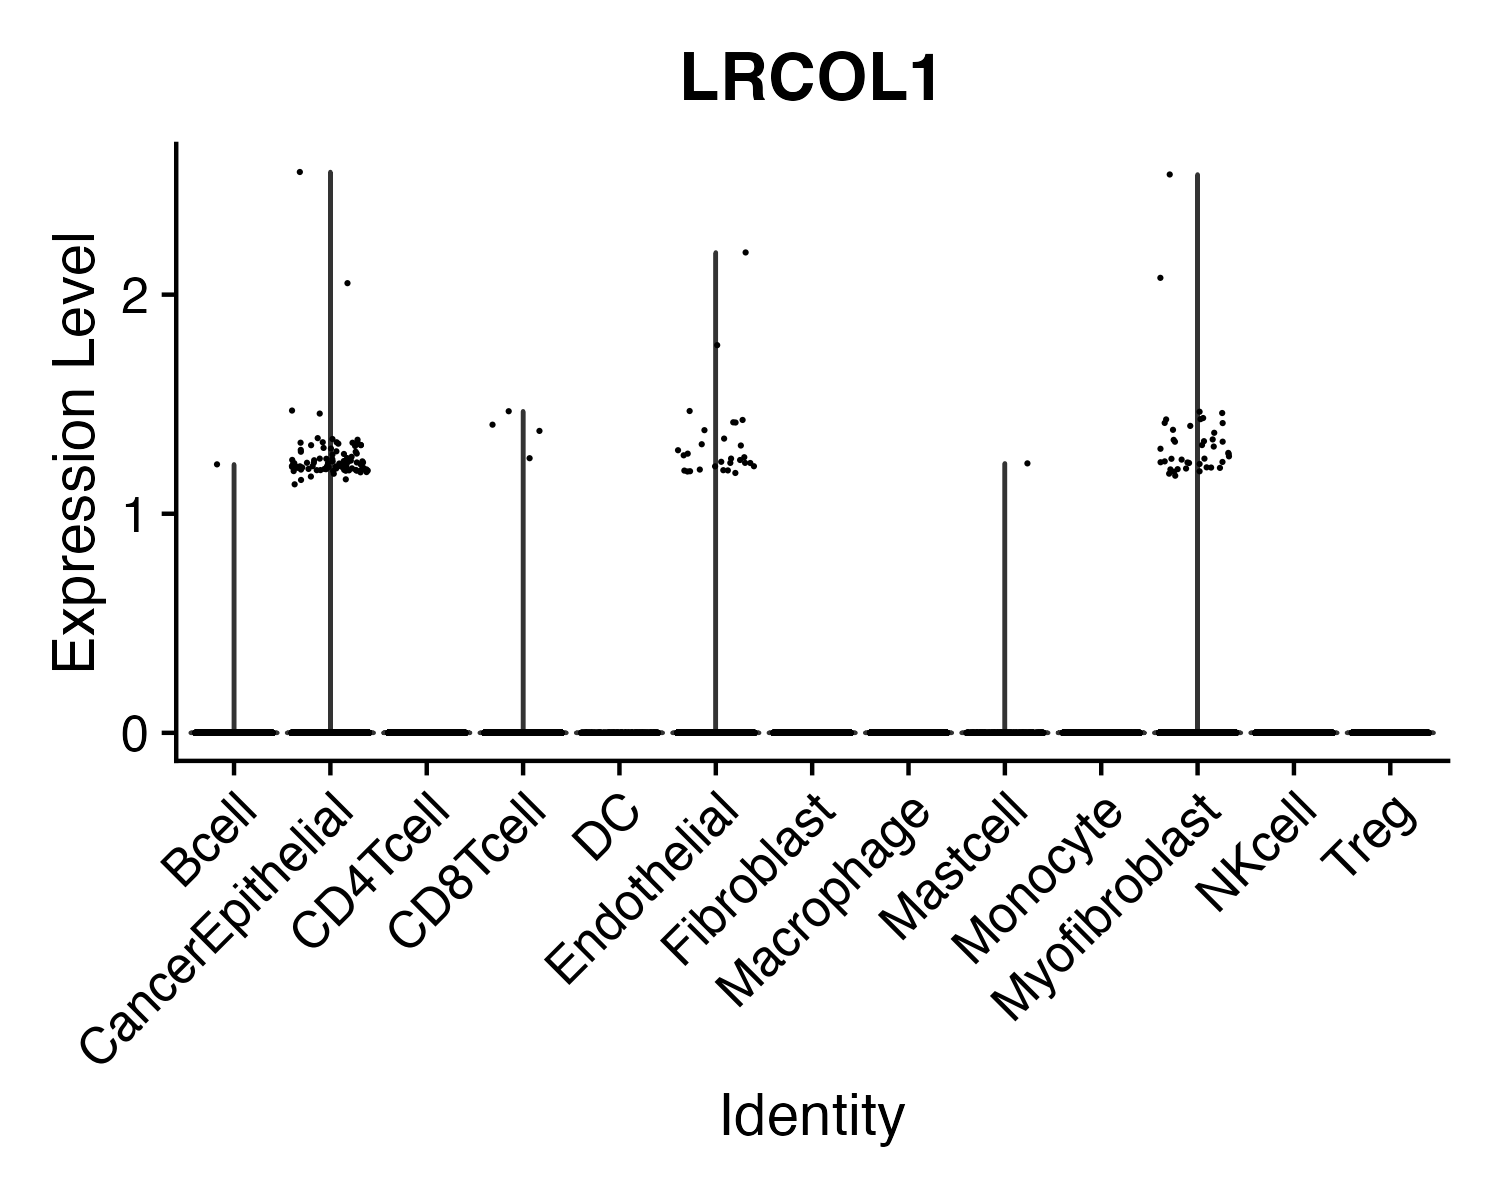 LRCOL1
Expression Level
2
1
0
Bcell
CancerEpithelial
CD4Tcell
CD8Tcell
DC
Endothelial
Fibroblast
Macrophage
Mastcell
Monocyte
Myofibroblast
NKcell
Treg
Identity